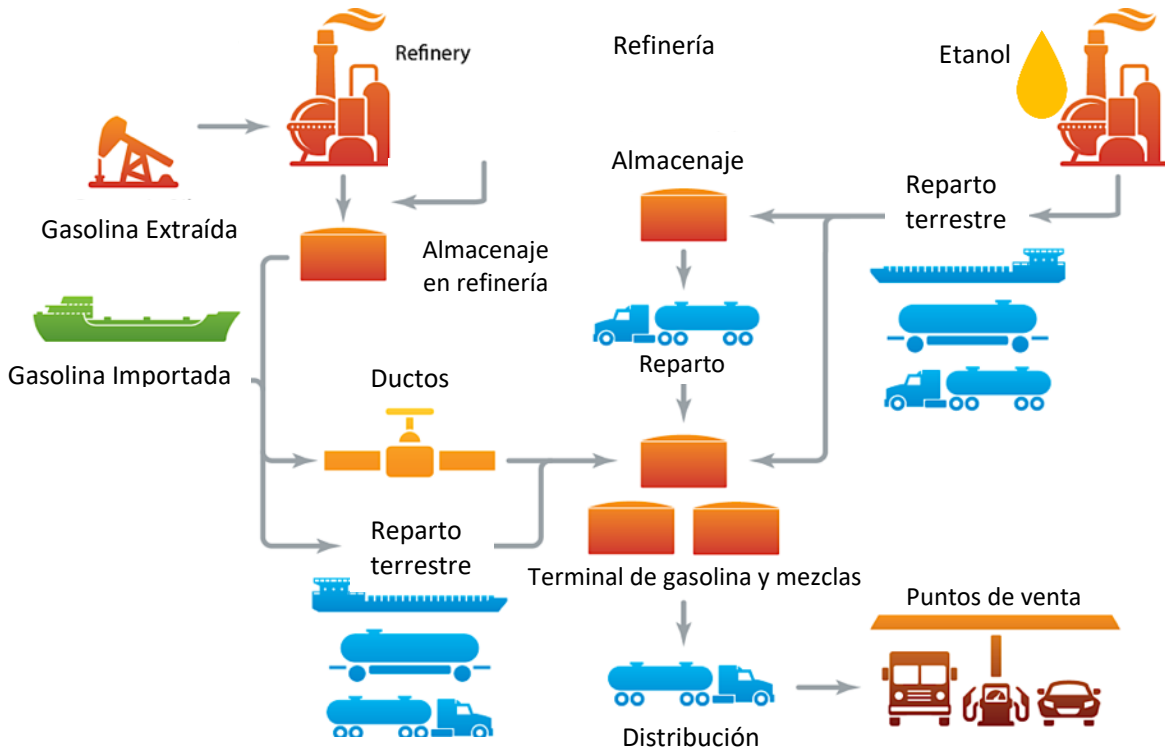 Refinery
Refinería
Etanol
Gasolina Extraída
Almacenaje
en refinería
Almacenaje
Reparto
terrestre
Gasolina Importada
Ductos
Reparto
Reparto
terrestre
Terminal de gasolina y mezclas
Puntos de venta
Distribución